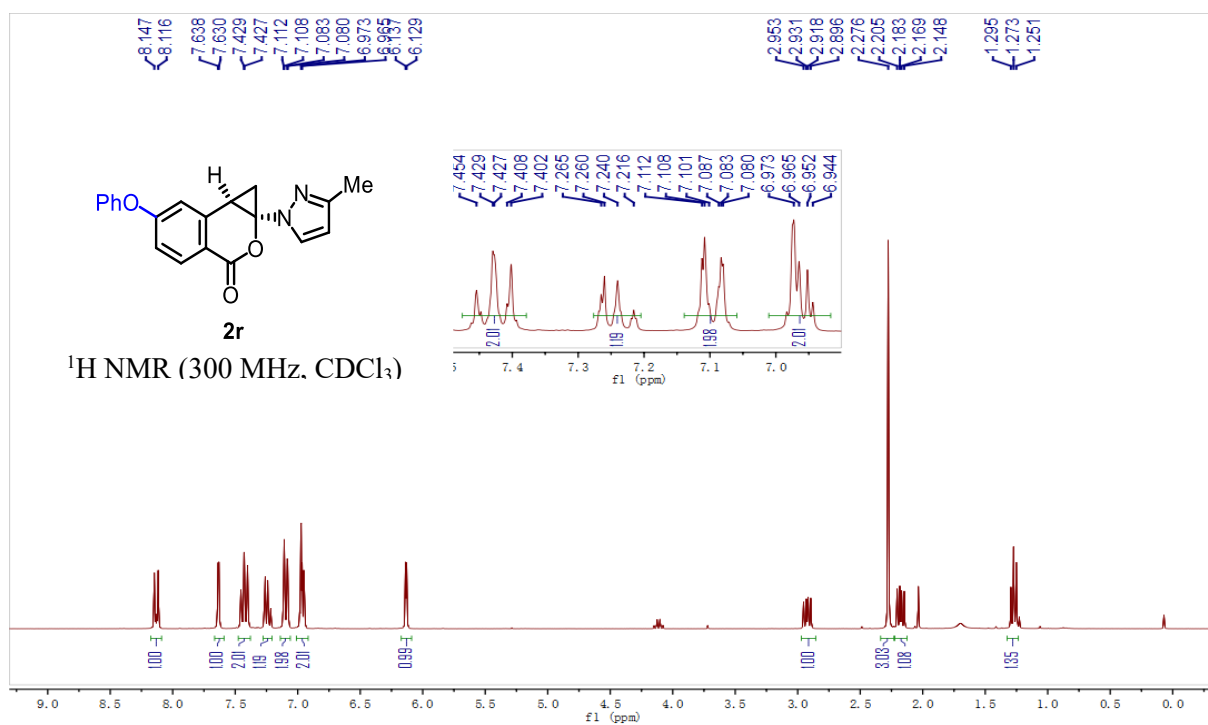 8.147 8.116 7.638 7.630 7.429 7.427 7.112 7.108 7.083 7.080 6.973 6.965 6.137 6.129 2.953 2.931 2.918 2.896 2.276 2.205 2.183 2.169 2.148 1.295 1.273 1.251
7.454 7.429 7.427 7.408 7.402 7.265 7.260 7.240 7.216 7.112 7.108 7.101 7.087 7.083 7.080 6.973 6.965 6.952 6.944
H
N
Me
PhO
N
O
O
2r
¹H NMR (300 MHz, CDCl₃)
2.01 1.19 1.98 2.01
5 7.4 7.3 7.2 7.1 7.0
f1 (ppm)
1.00 1.00 2.01 1.19 1.98 2.01 0.99 1.00 3.03 1.08 1.35
9.0 8.5 8.0 7.5 7.0 6.5 6.0 5.5 5.0 4.5 4.0 3.5 3.0 2.5 2.0 1.5 1.0 0.5 0.0
f1 (ppm)